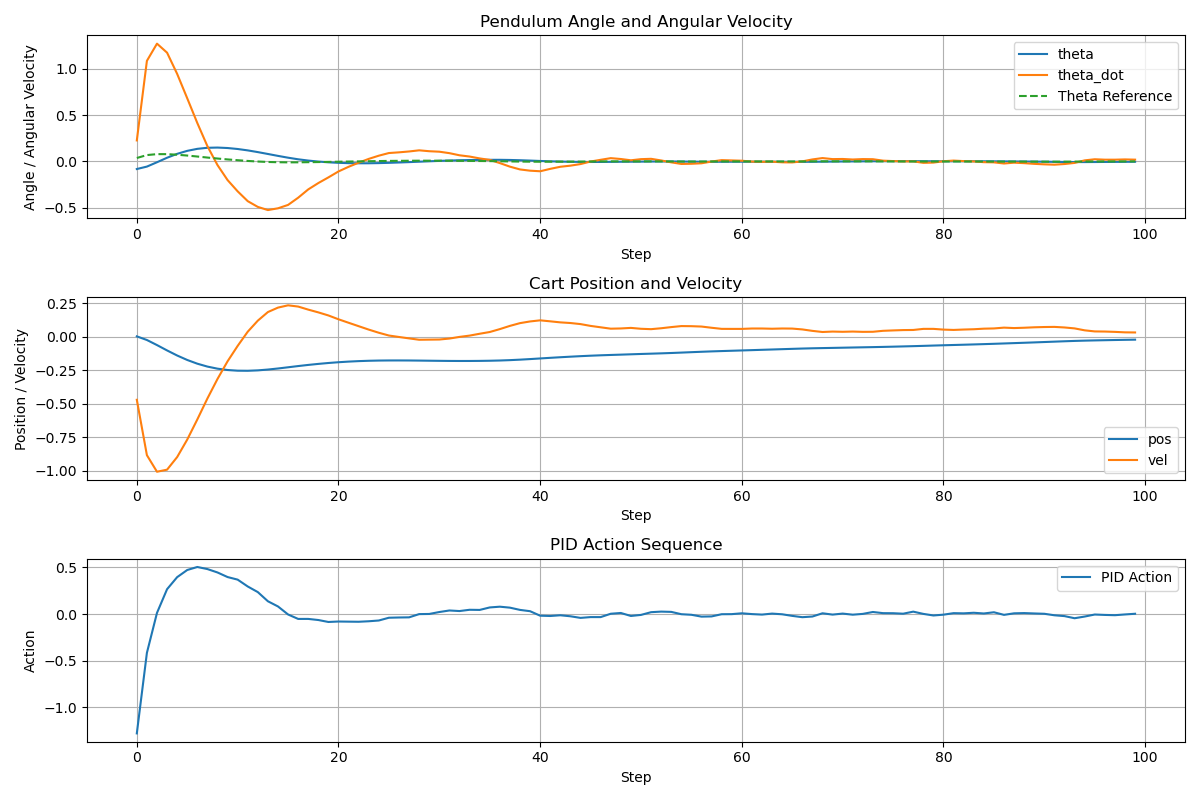 Pendulum Angle and Angular Velocity
Angle / Angular Velocity
1.0
0.5
0.0
−0.5
theta
theta_dot
Theta Reference
0 20 40 60 80 100
Step
Cart Position and Velocity
Position / Velocity
0.25
0.00
−0.25
−0.50
−0.75
−1.00
pos
vel
0 20 40 60 80 100
Step
PID Action Sequence
Action
0.5
0.0
−0.5
−1.0
PID Action
0 20 40 60 80 100
Step